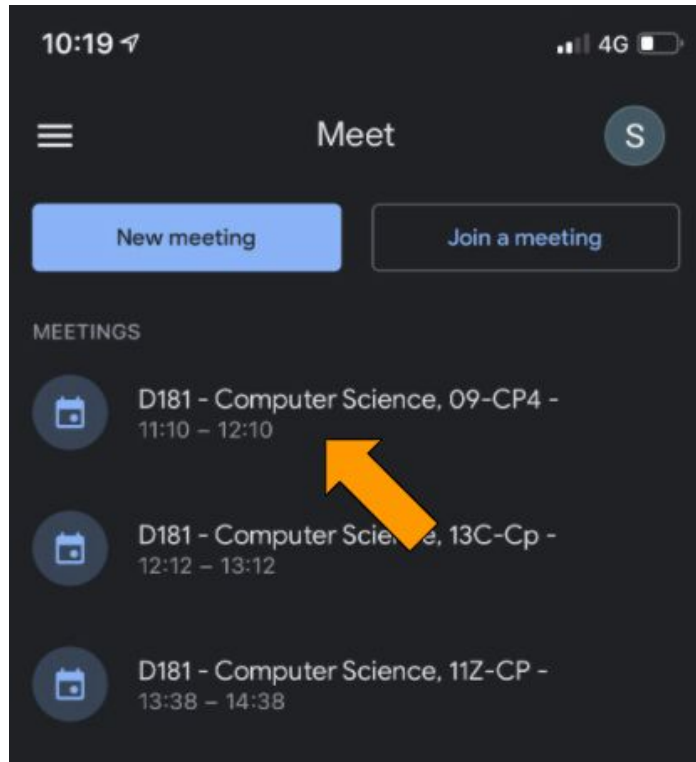 10:19 4G
Meet S
New meeting Join a meeting
MEETINGS
D181 - Computer Science, 09-CP4 -
11:10 – 12:10
D181 - Computer Science, 13C-Cp -
12:12 – 13:12
D181 - Computer Science, 11Z-CP -
13:38 – 14:38